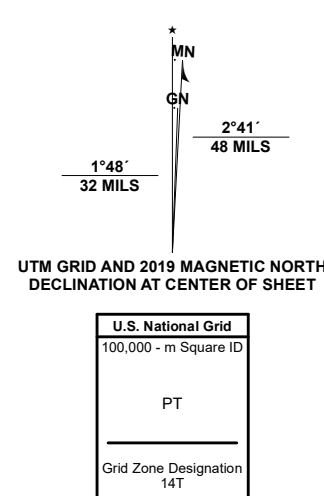 ★
MN
GN
2°41´
48 MILS
1°48´
32 MILS
UTM GRID AND 2019 MAGNETIC NORTH
DECLINATION AT CENTER OF SHEET
U.S. National Grid
100,000 - m Square ID
PT
Grid Zone Designation
14T